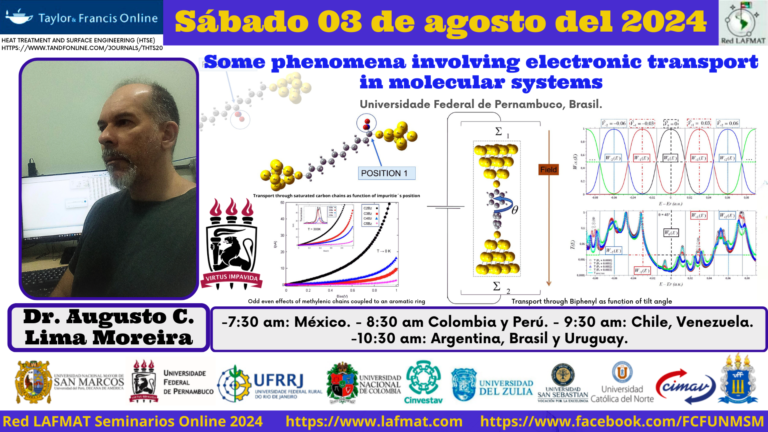 Taylor & Francis Online
HEAT TREATMENT AND SURFACE ENGINEERING (HTSE)
HTTPS://WWW.TANDFONLINE.COM/JOURNALS/THTS20
Sábado 03 de agosto del 2024
Red LAFMAT
Some phenomena involving electronic transport
in molecular systems
Universidade Federal de Pernambuco, Brasil.
POSITION 1
Transport through saturated carbon chains as function of impuritie´s position
Σ 1
Field
θ
Σ 2
VIRTUS IMPAVIDA
Odd even effects of methylenic chains coupled to an aromatic ring
Transport through Biphenyl as function of tilt angle
Dr. Augusto C.
Lima Moreira
-7:30 am: México. - 8:30 am Colombia y Perú. - 9:30 am: Chile, Venezuela.
-10:30 am: Argentina, Brasil y Uruguay.
UNIVERSIDAD NACIONAL MAYOR DE
SAN MARCOS
UNIVERSIDADE
FEDERAL
DE PERNAMBUCO
UFRRJ
UNIVERSIDADE FEDERAL RURAL
DO RIO DE JANEIRO
UNIVERSIDAD
NACIONAL
DE COLOMBIA
Cinvestav
UNIVERSIDAD
DEL ZULIA
UNIVERSIDAD
SAN SEBASTIAN
Universidad
Católica del Norte
cimav
Red LAFMAT Seminarios Online 2024 https://www.lafmat.com https://www.facebook.com/FCFUNMSM